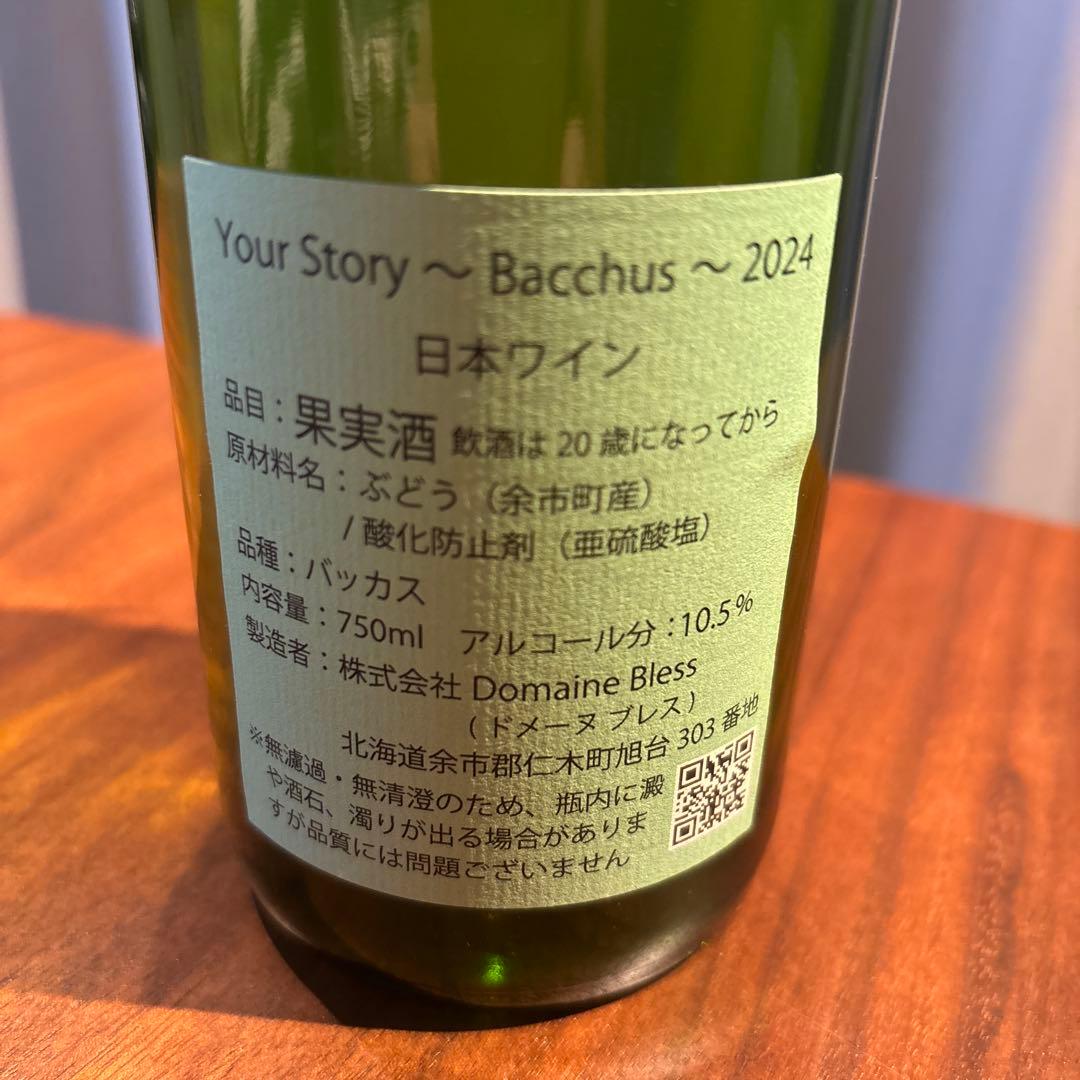 Your Story ～ Bacchus ～ 2024
日本ワイン
品目：果実酒 飲酒は 20 歳になってから
原材料名：ぶどう（余市町産）
/ 酸化防止剤（亜硫酸塩）
品種：バッカス
内容量：750ml アルコール分：10.5%
製造者：株式会社 Domaine Bless
（ドメーヌ ブレス）
北海道余市郡仁木町旭台 303 番地
※無濾過・無清澄のため、瓶内に澱
や酒石、濁りが出る場合がありま
すが品質には問題ございません